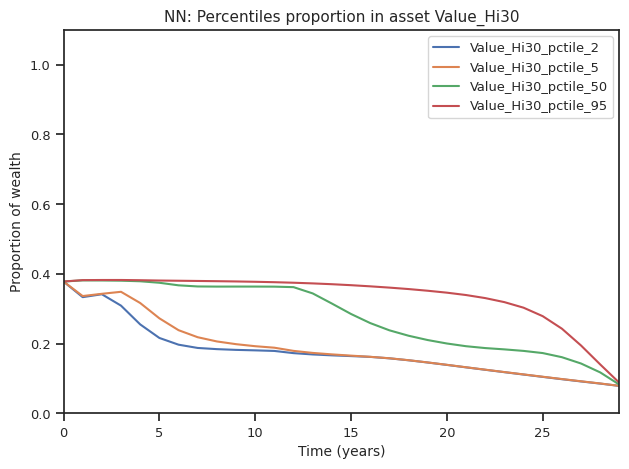 NN: Percentiles proportion in asset Value_Hi30
Value_Hi30_pctile_2
Value_Hi30_pctile_5
Value_Hi30_pctile_50
Value_Hi30_pctile_95
Proportion of wealth
1.0
0.8
0.6
0.4
0.2
0.0
0 5 10 15 20 25
Time (years)